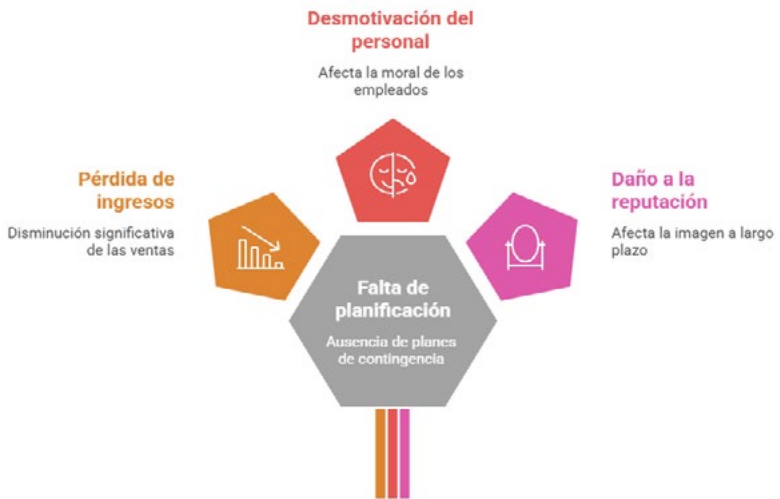 Desmotivación del
personal
Afecta la moral de los
empleados
Pérdida de
ingresos
Disminución significativa
de las ventas
Daño a la
reputación
Afecta la imagen a largo
plazo
Falta de
planificación
Ausencia de planes
de contingencia